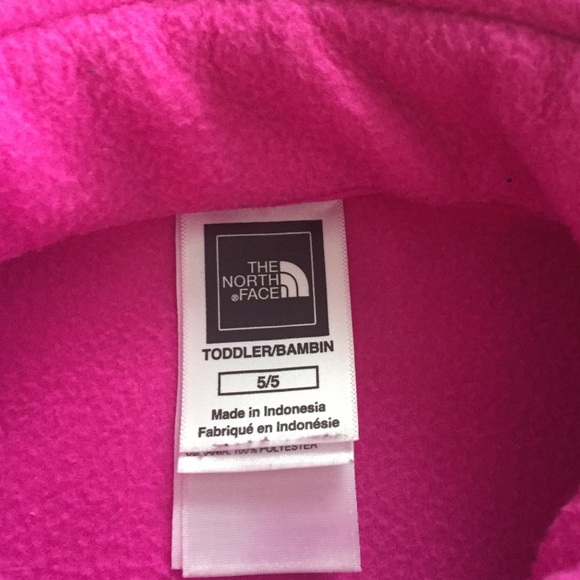 THE
NORTH
®FACE
TODDLER/BAMBIN
5/5
Made in Indonesia
Fabriqué en Indonésie
100% POLYESTER